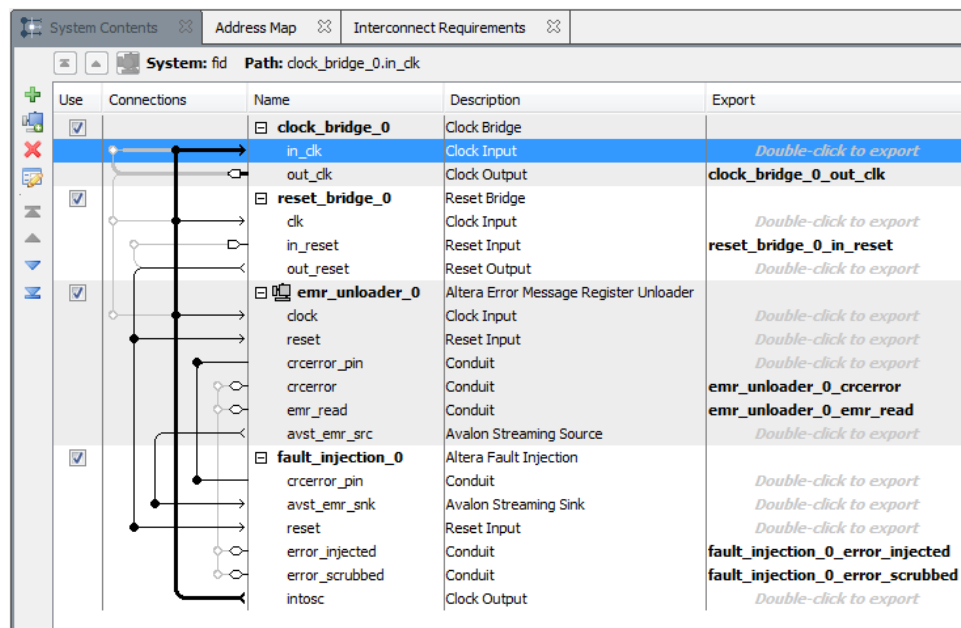 System Contents Address Map Interconnect Requirements
System: fid Path: clock_bridge_0.in_clk
Use Connections Name Description Export
clock_bridge_0 Clock Bridge
in_clk Clock Input Double-click to export
out_clk Clock Output clock_bridge_0_out_clk
reset_bridge_0 Reset Bridge
clk Clock Input Double-click to export
in_reset Reset Input reset_bridge_0_in_reset
out_reset Reset Output Double-click to export
emr_unloader_0 Altera Error Message Register Unloader
clock Clock Input Double-click to export
reset Reset Input Double-click to export
crcerror_pin Conduit Double-click to export
crcerror Conduit emr_unloader_0_crcerror
emr_read Conduit emr_unloader_0_emr_read
avst_emr_src Avalon Streaming Source Double-click to export
fault_injection_0 Altera Fault Injection
crcerror_pin Conduit Double-click to export
avst_emr_snk Avalon Streaming Sink Double-click to export
reset Reset Input Double-click to export
error_injected Conduit fault_injection_0_error_injected
error_scrubbed Conduit fault_injection_0_error_scrubbed
intosc Clock Output Double-click to export